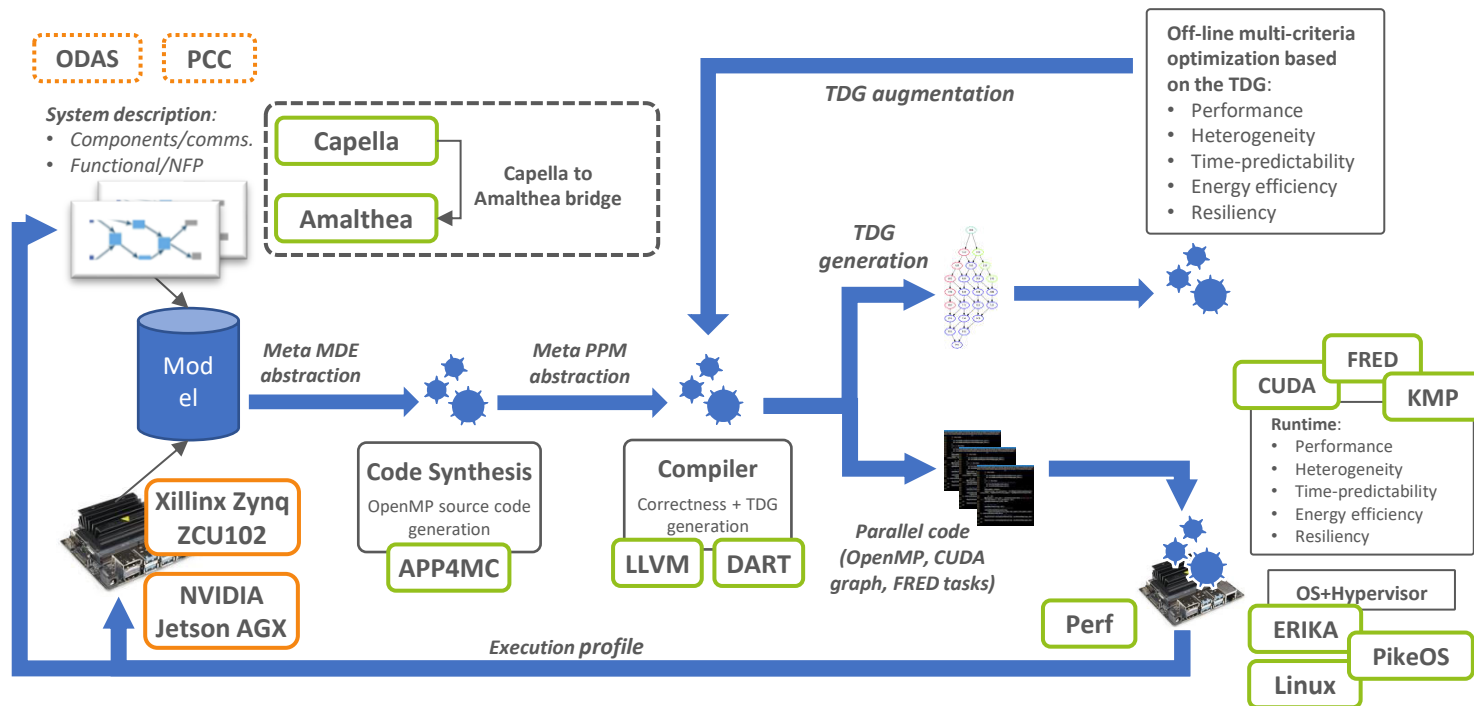 ODAS
PCC
System description:
• Components/comms.
• Functional/NFP
Capella
Amalthea
Capella to
Amalthea bridge
TDG augmentation
Off-line multi-criteria
optimization based
on the TDG:
• Performance
• Heterogeneity
• Time-predictability
• Energy efficiency
• Resiliency
TDG
generation
Mod
el
Meta MDE
abstraction
Meta PPM
abstraction
Code Synthesis
OpenMP source code
generation
APP4MC
Compiler
Correctness + TDG
generation
LLVM
DART
Parallel code
(OpenMP, CUDA
graph, FRED tasks)
FRED
CUDA
KMP
Runtime:
• Performance
• Heterogeneity
• Time-predictability
• Energy efficiency
• Resiliency
Xillinx Zynq
ZCU102
NVIDIA
Jetson AGX
OS+Hypervisor
ERIKA
PikeOS
Linux
Perf
Execution profile